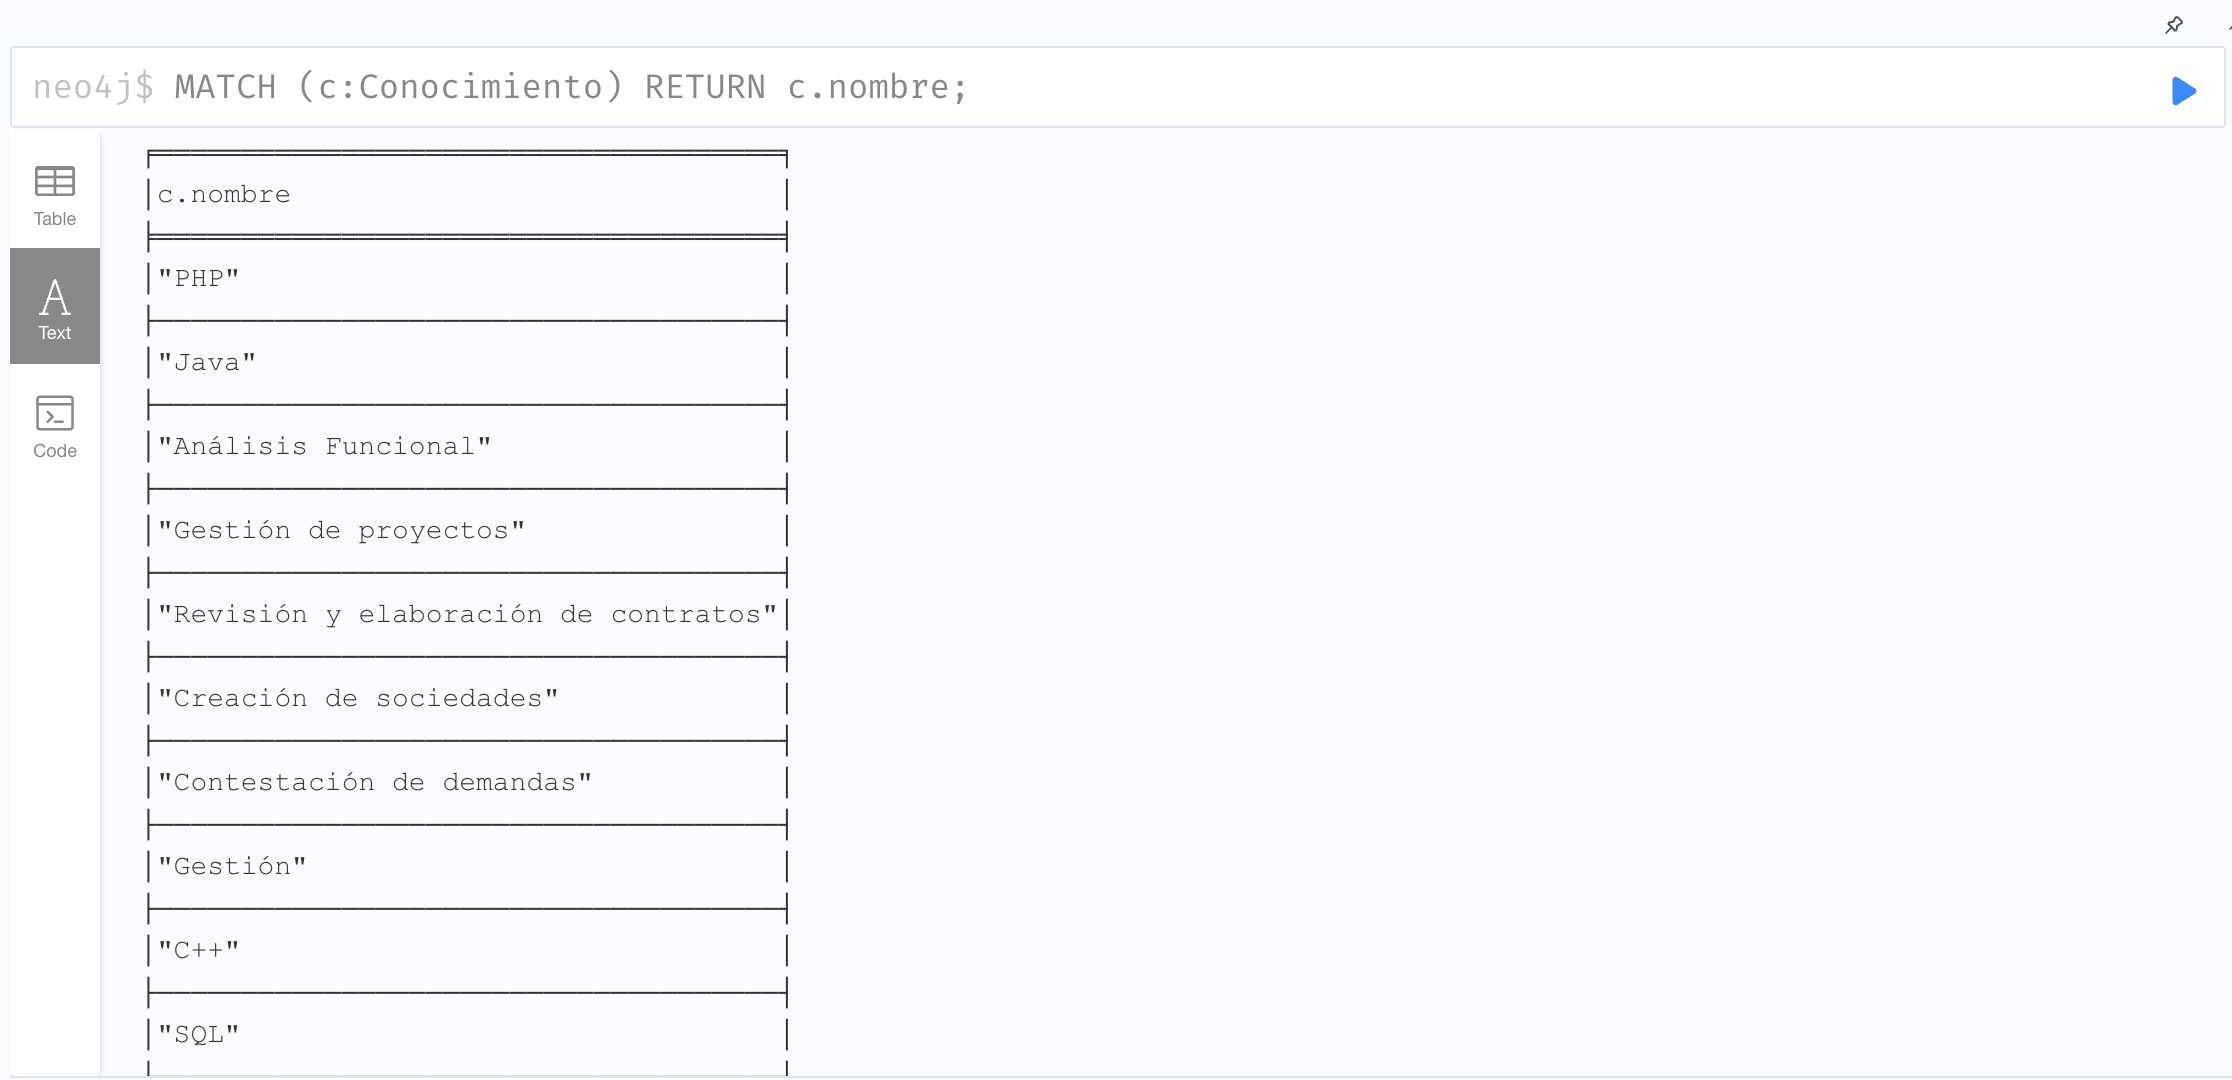 neo4j$ MATCH (c:Conocimiento) RETURN c.nombre;
Table
Text
Code
c.nombre
"PHP"
"Java"
"Análisis Funcional"
"Gestión de proyectos"
"Revisión y elaboración de contratos"
"Creación de sociedades"
"Contestación de demandas"
"Gestión"
"C++"
"SQL"